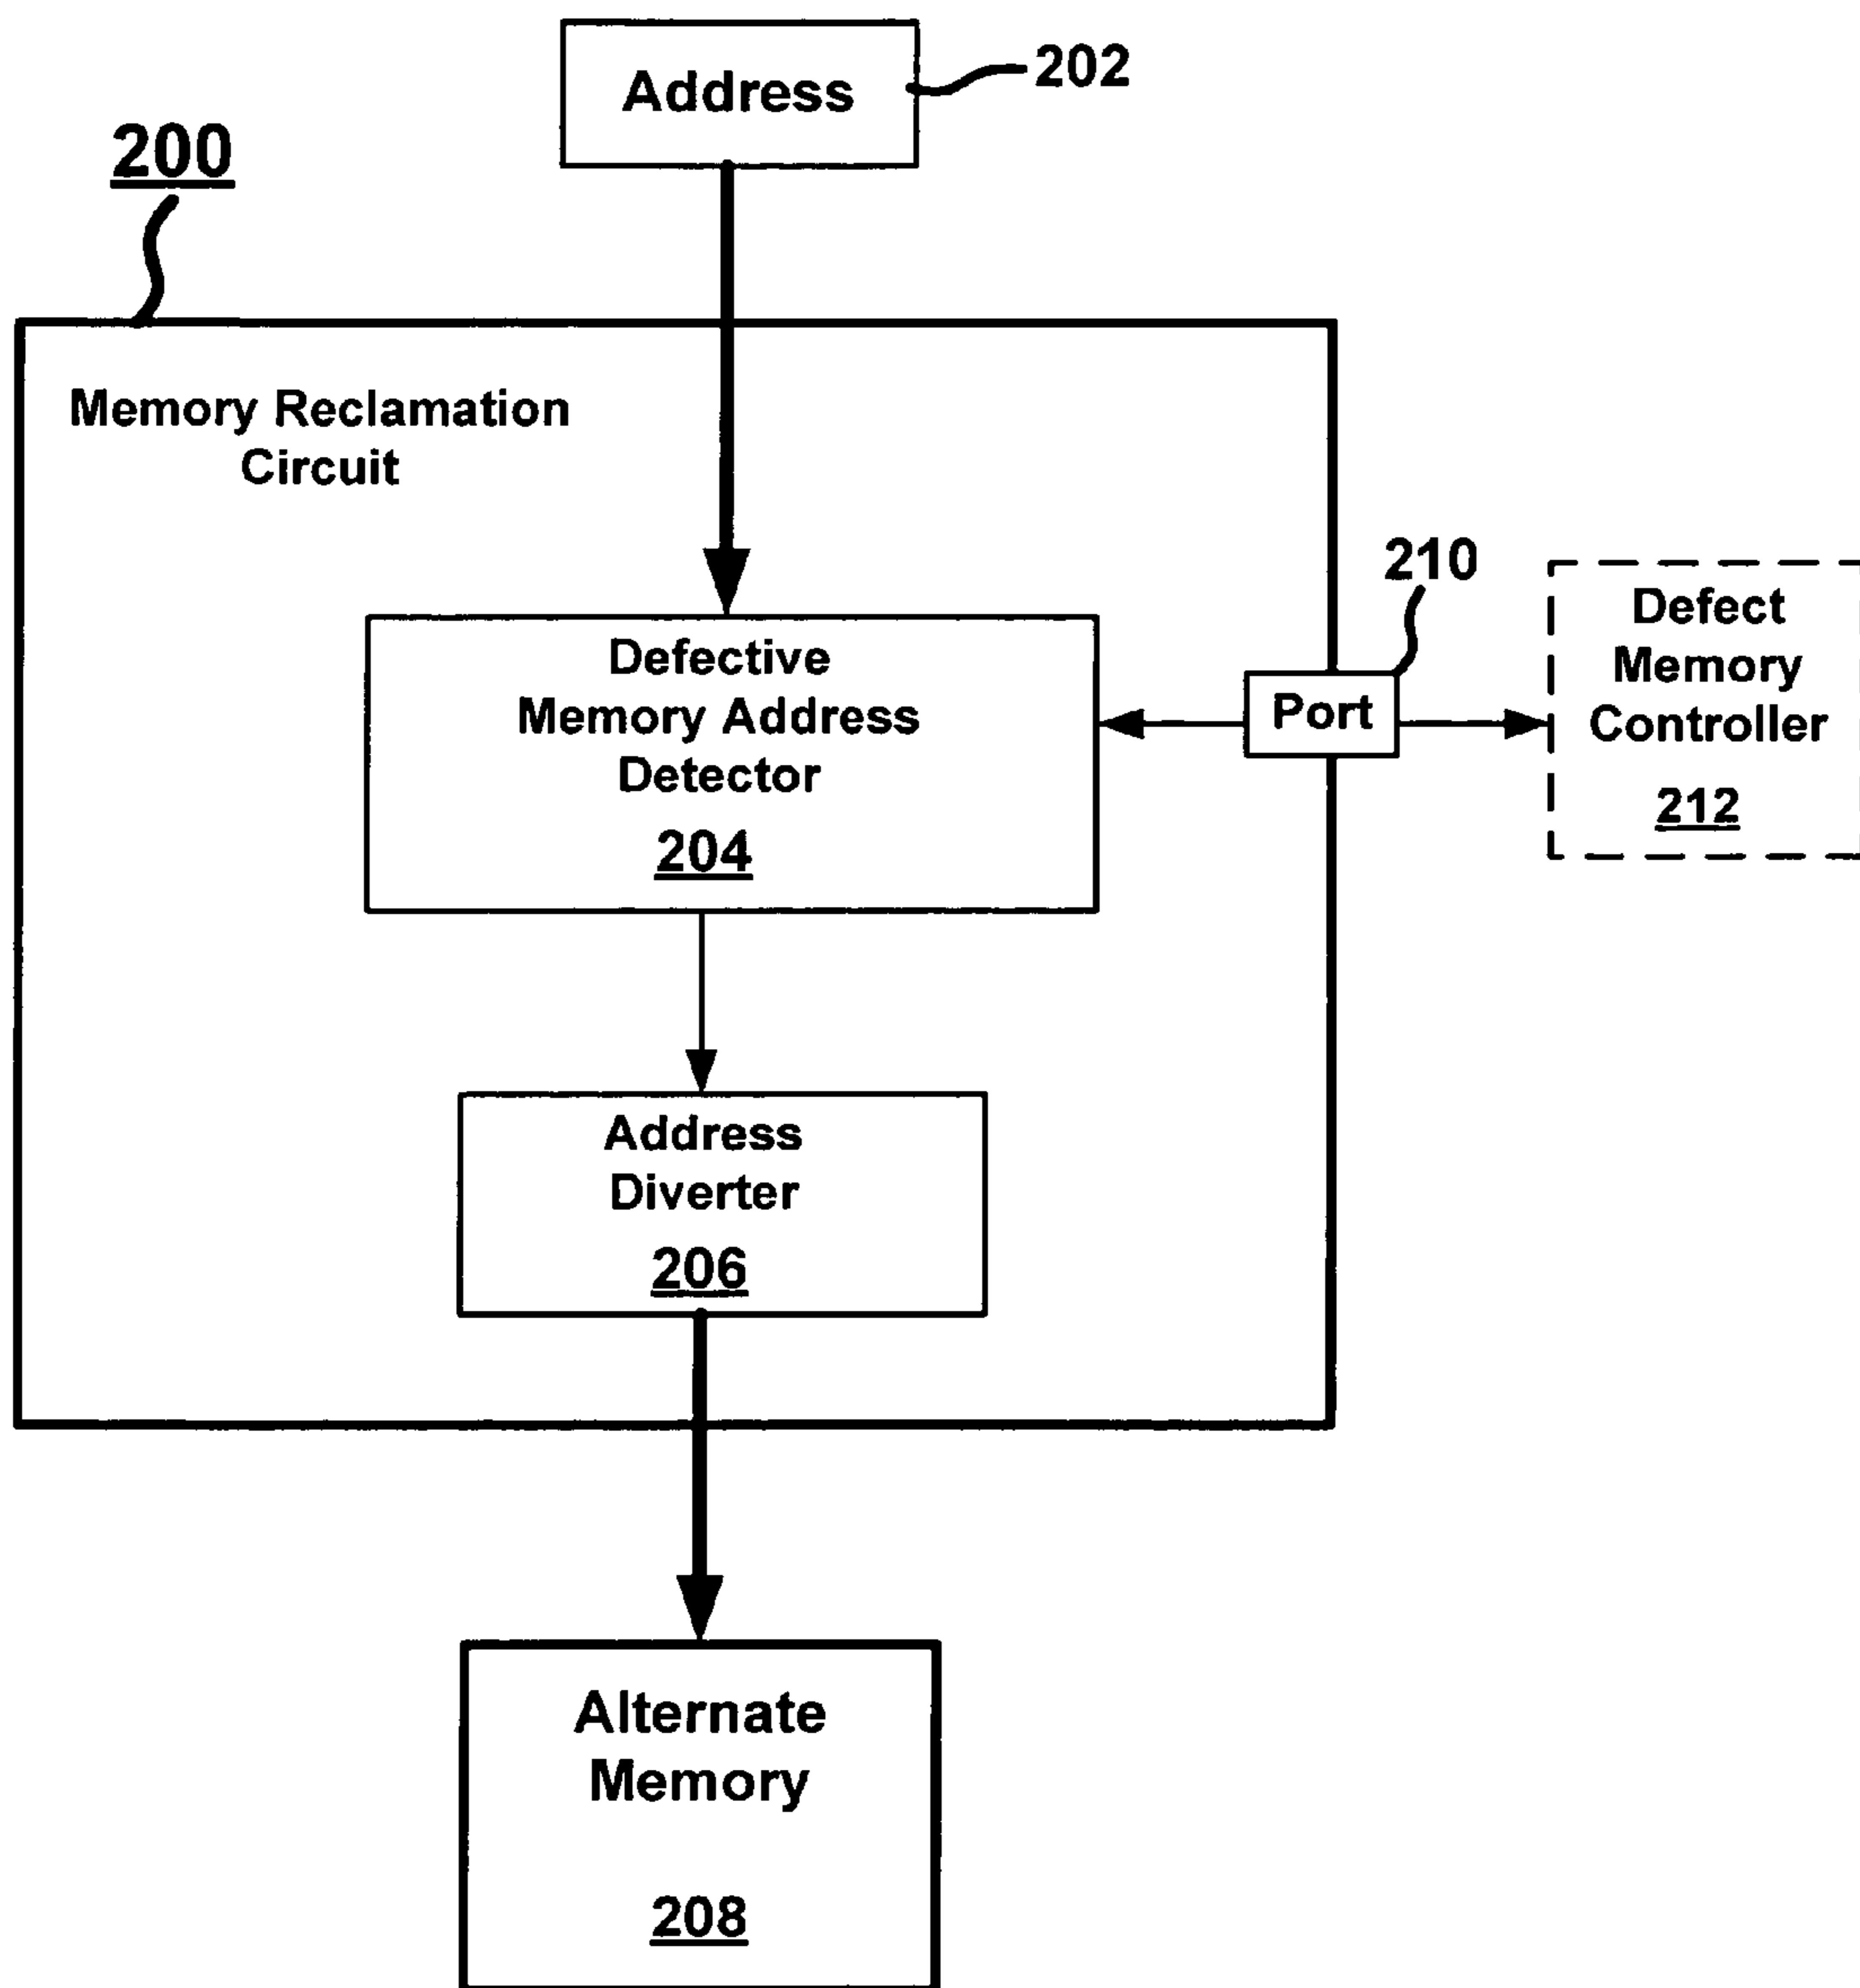 Address
202
200
Memory Reclamation
Circuit
Defective
Memory Address
Detector
204
Port
210
Defect
Memory
Controller
212
Address
Diverter
206
Alternate
Memory
208